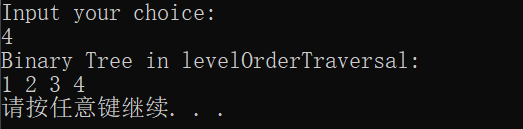 Input your choice:
4
Binary Tree in levelOrderTraversal:
1 2 3 4
请按任意键继续. . .